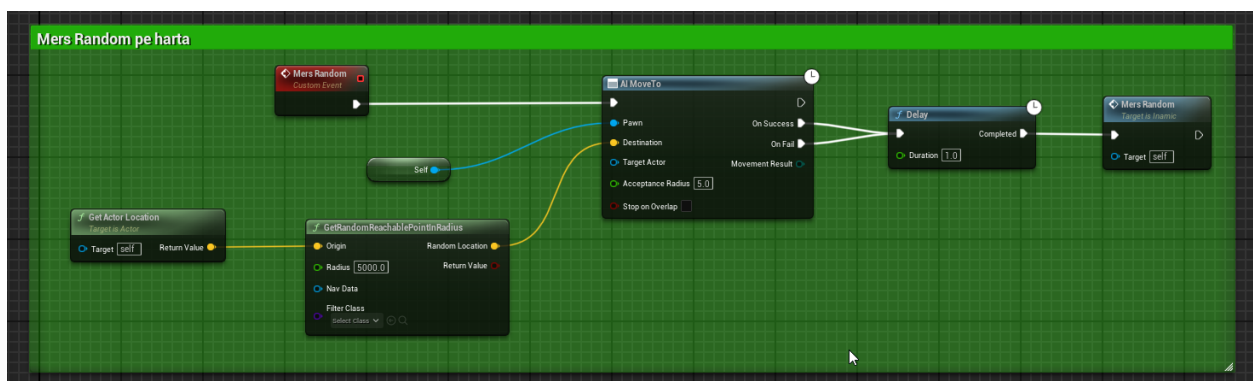 Mers Random pe harta
Mers Random
Custom Event
AI MoveTo
Pawn
Destination
Target Actor
Acceptance Radius 5.0
Stop on Overlap
On Success
On Fail
Movement Result
Delay
Completed
Duration 1.0
Mers Random
Target is Inamic
Target self
Self
Get Actor Location
Target is Actor
Target self
Return Value
GetRandomReachablePointInRadius
Origin
Random Location
Radius 5000.0
Return Value
Nav Data
Filter Class
Select Class